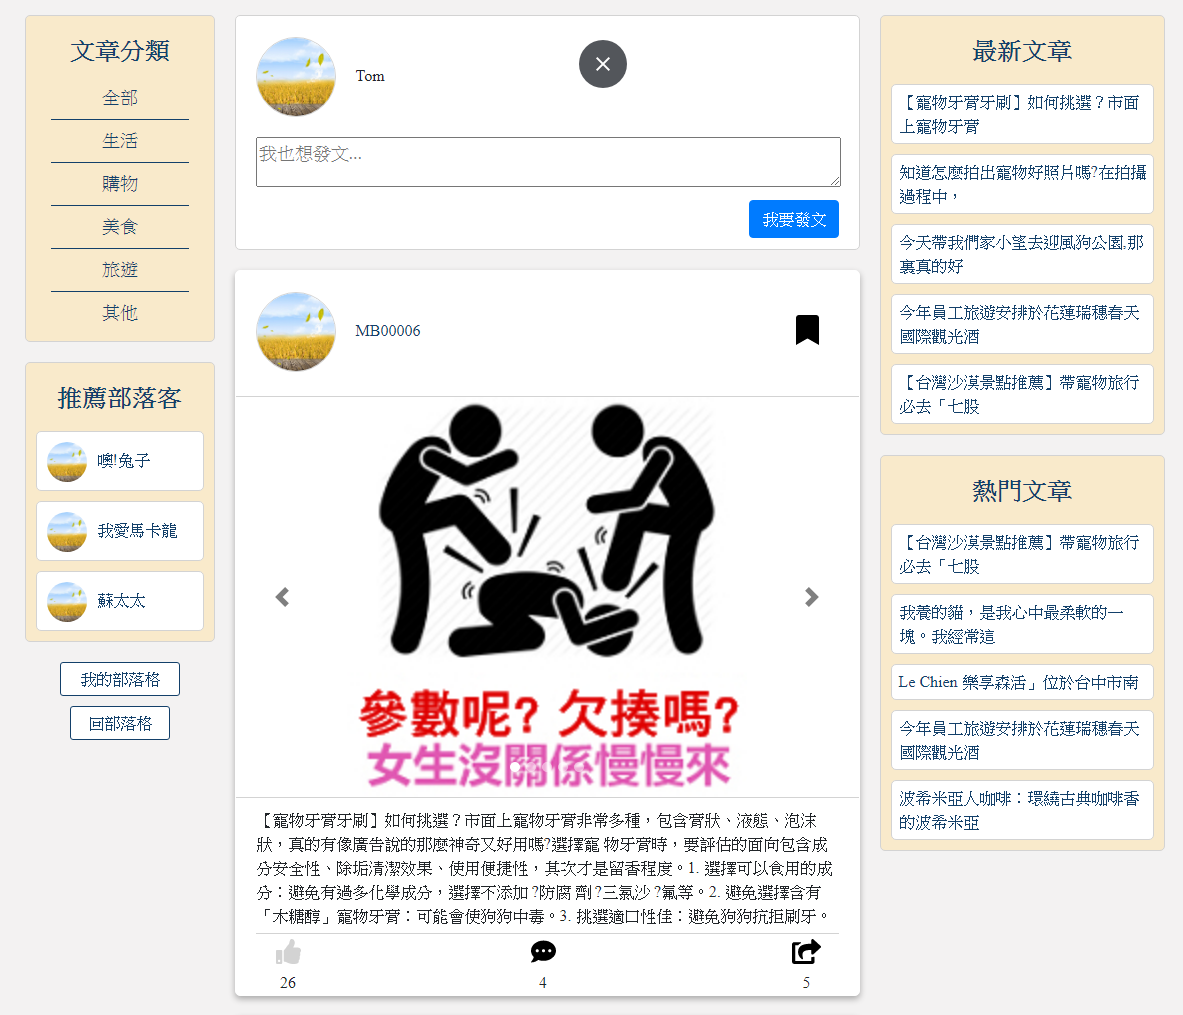 文章分類
全部
生活
購物
美食
旅遊
其他
推薦部落客
噢!兔子
我愛馬卡龍
蘇太太
我的部落格
回部落格
Tom
我也想發文...
我要發文
MB00006
參數呢? 欠揍嗎?
女生沒關係慢慢來
【寵物牙膏牙刷】如何挑選？市面上寵物牙膏非常多種，包含膏狀、液態、泡沫
狀，真的有像廣告說的那麼神奇又好用嗎?選擇寵 物牙膏時，要評估的面向包含成
分安全性、除垢清潔效果、使用便捷性，其次才是留香程度。1. 選擇可以食用的成
分：避免有過多化學成分，選擇不添加 ?防腐 劑 ?三氯沙 ?氟等。2. 避免選擇含有
「木糖醇」寵物牙膏：可能會使狗狗中毒。3. 挑選適口性佳：避免狗狗抗拒刷牙。
26
4
5
最新文章
【寵物牙膏牙刷】如何挑選？市面
上寵物牙膏
知道怎麼拍出寵物好照片嗎?在拍攝
過程中，
今天帶我們家小望去迎風狗公園,那
裏真的好
今年員工旅遊安排於花蓮瑞穗春天
國際觀光酒
【台灣沙漠景點推薦】帶寵物旅行
必去「七股
熱門文章
【台灣沙漠景點推薦】帶寵物旅行
必去「七股
我養的貓，是我心中最柔軟的一
塊。我經常這
Le Chien 樂享森活」位於台中市南
今年員工旅遊安排於花蓮瑞穗春天
國際觀光酒
波希米亞人咖啡：環繞古典咖啡香
的波希米亞